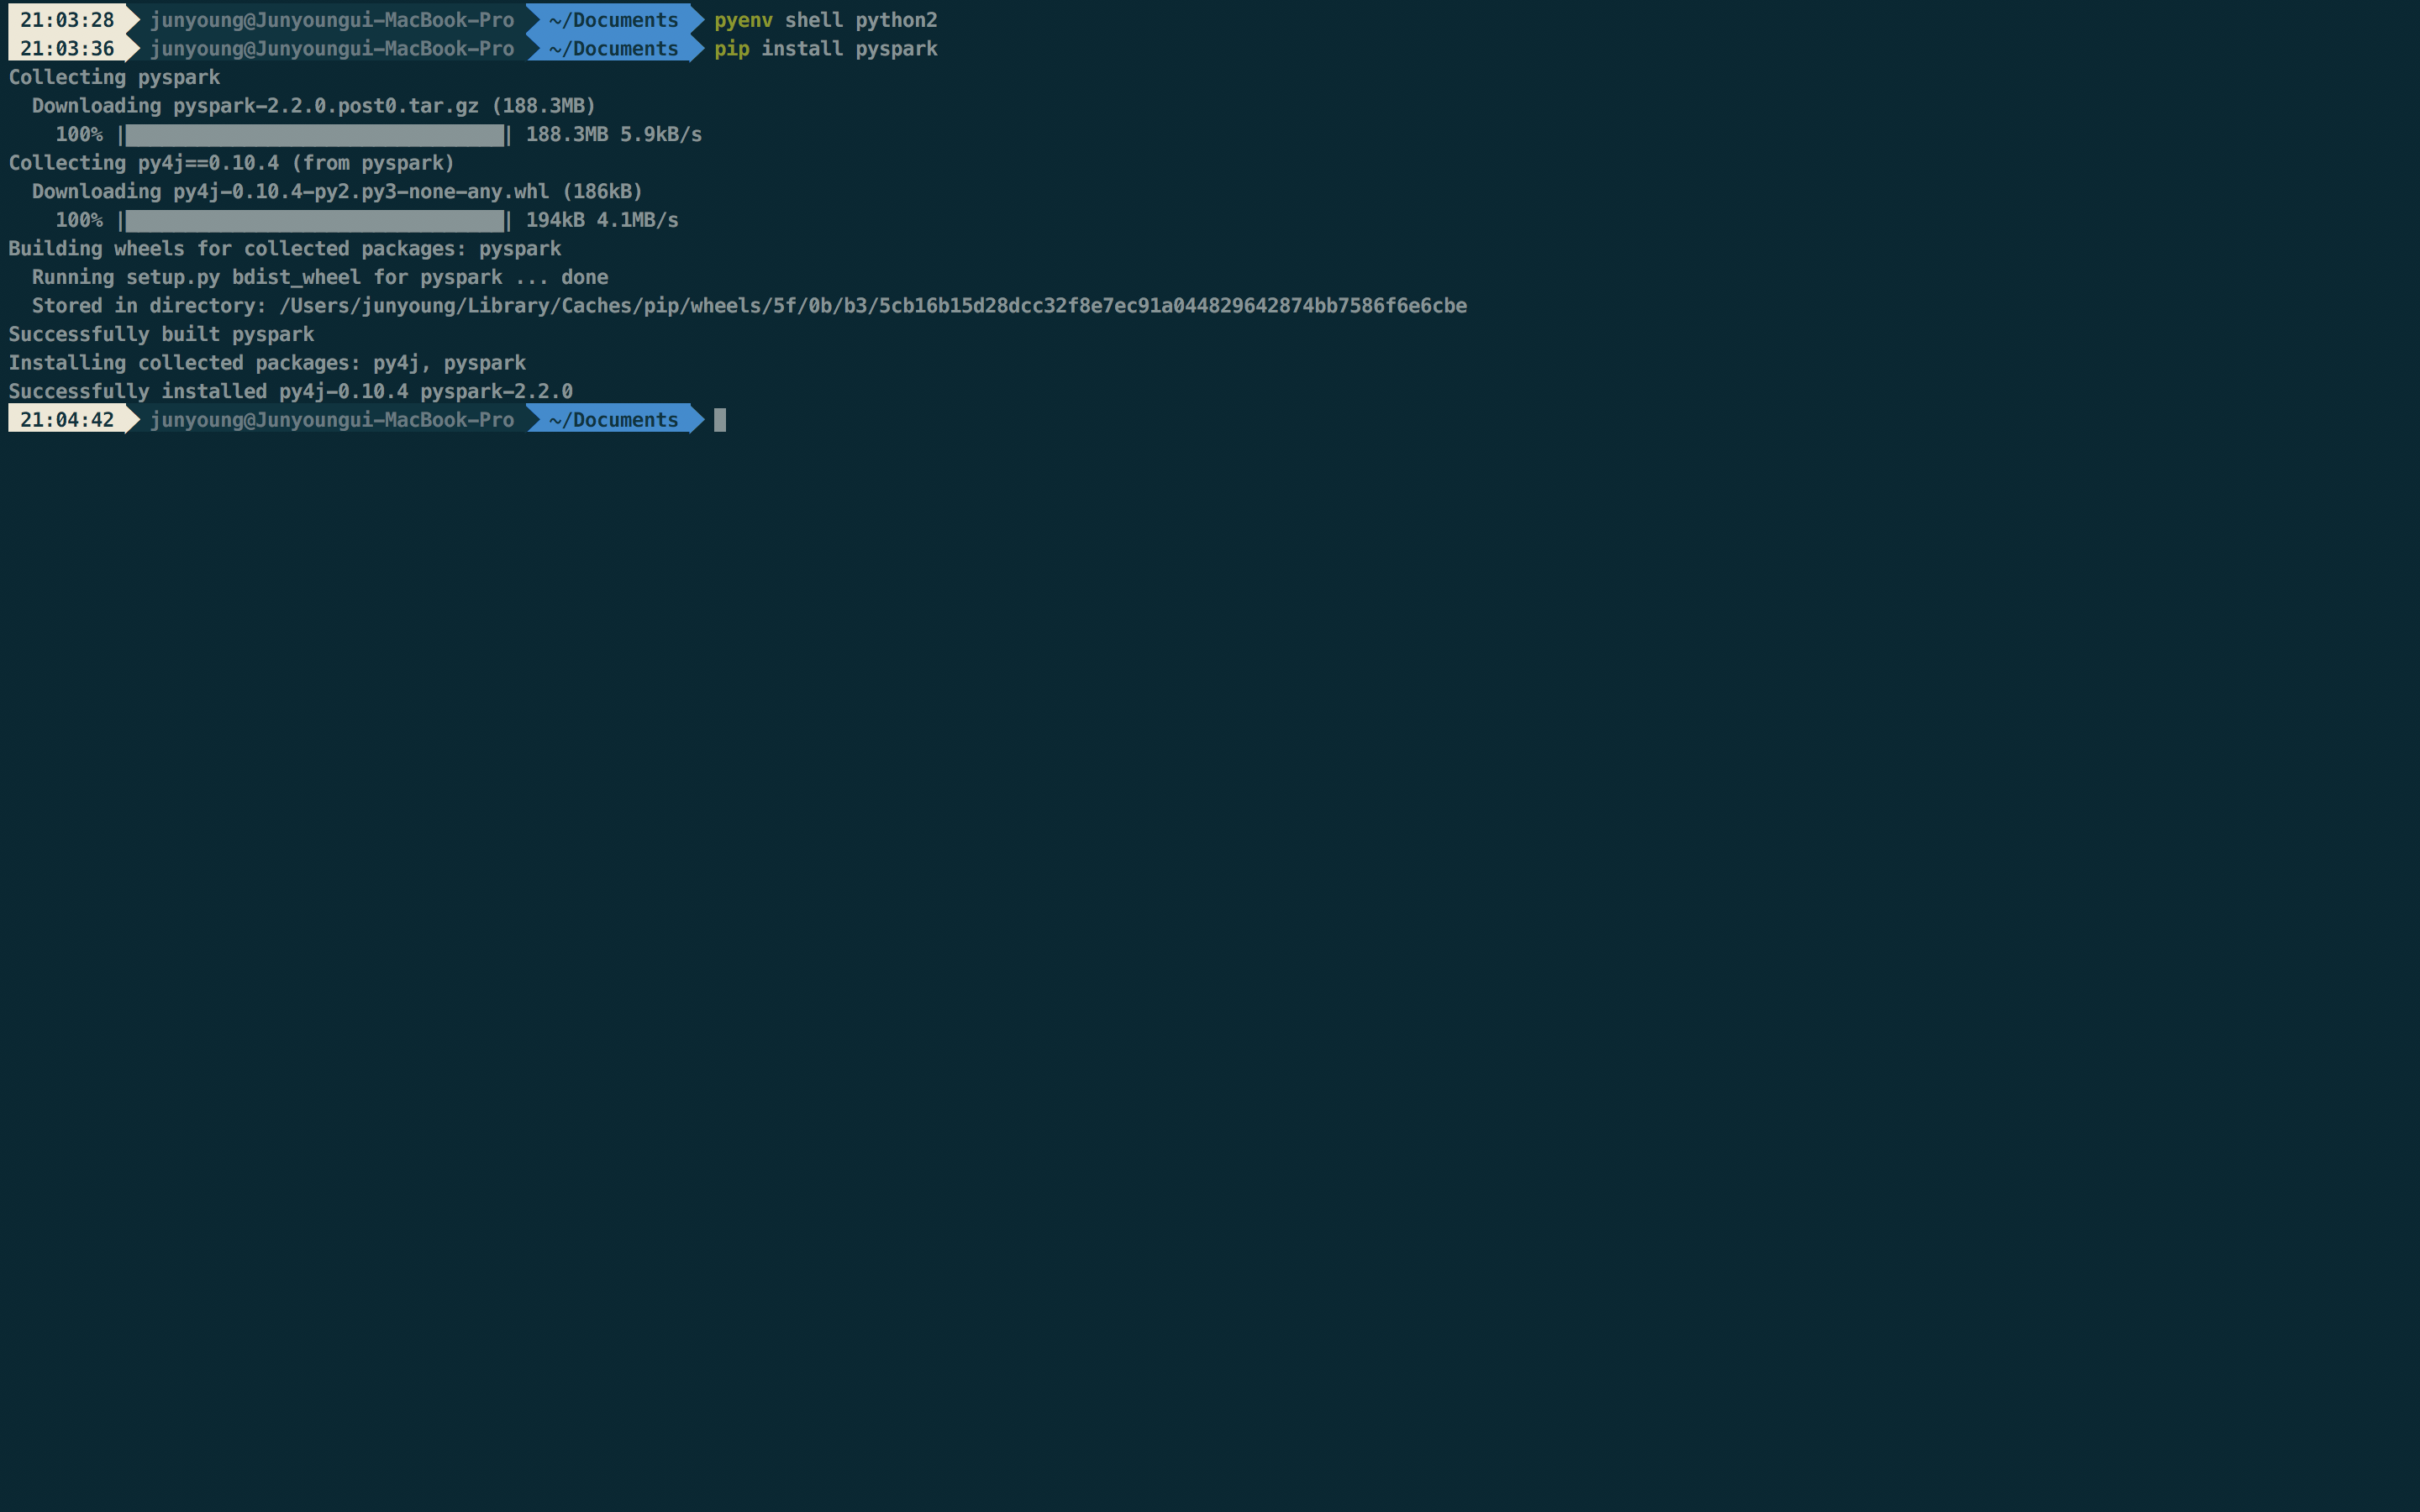 21:03:28 junyoung@Junyoungui-MacBook-Pro ~/Documents pyenv shell python2
21:03:36 junyoung@Junyoungui-MacBook-Pro ~/Documents pip install pyspark
Collecting pyspark
  Downloading pyspark-2.2.0.post0.tar.gz (188.3MB)
    100% |████████████████████████████████| 188.3MB 5.9kB/s
Collecting py4j==0.10.4 (from pyspark)
  Downloading py4j-0.10.4-py2.py3-none-any.whl (186kB)
    100% |████████████████████████████████| 194kB 4.1MB/s
Building wheels for collected packages: pyspark
  Running setup.py bdist_wheel for pyspark ... done
  Stored in directory: /Users/junyoung/Library/Caches/pip/wheels/5f/0b/b3/5cb16b15d28dcc32f8e7ec91a044829642874bb7586f6e6cbe
Successfully built pyspark
Installing collected packages: py4j, pyspark
Successfully installed py4j-0.10.4 pyspark-2.2.0
21:04:42 junyoung@Junyoungui-MacBook-Pro ~/Documents